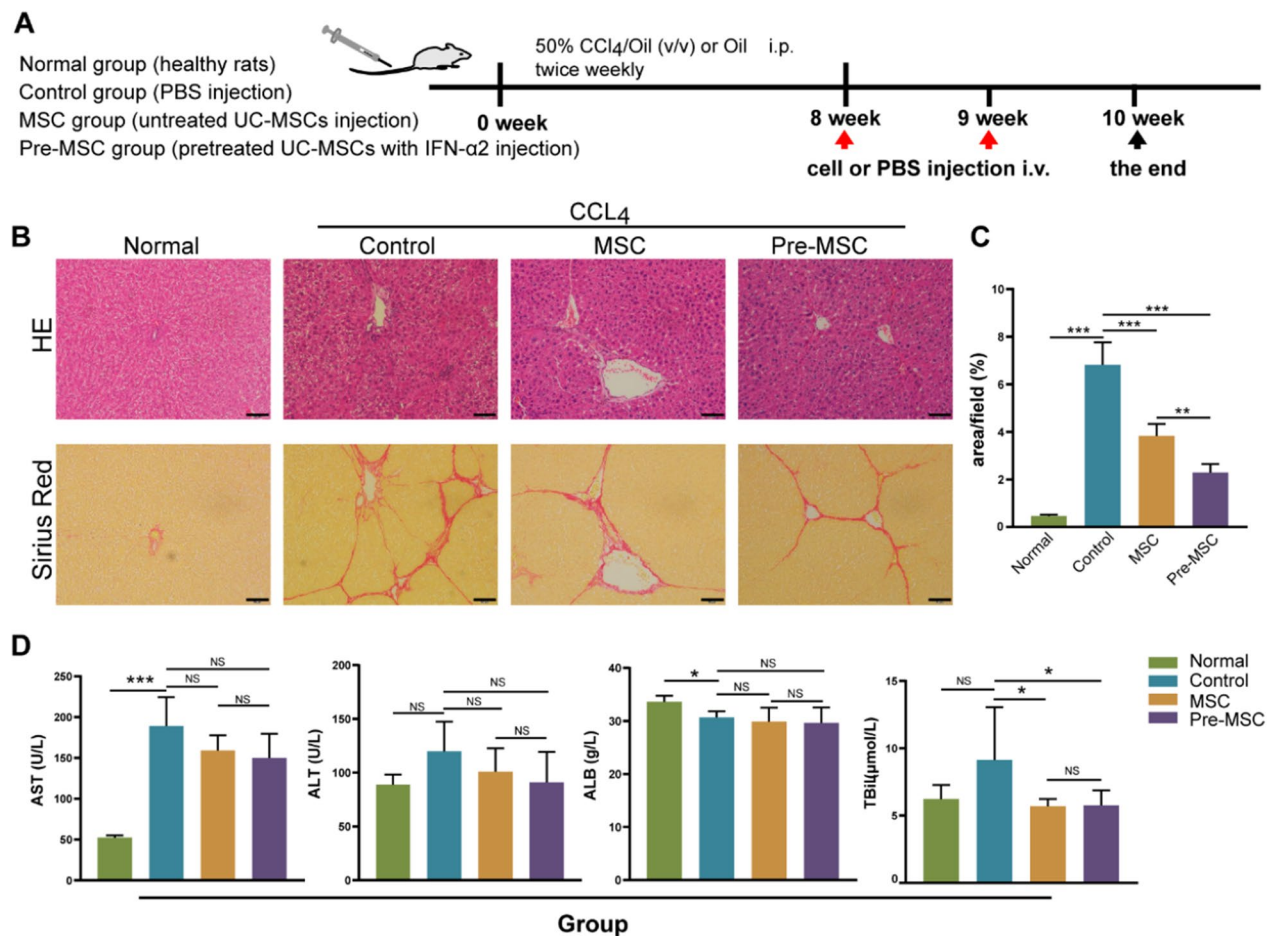 A
Normal group (healthy rats)
Control group (PBS injection)
MSC group (untreated UC-MSCs injection)
Pre-MSC group (pretreated UC-MSCs with IFN-α2 injection)
50% CCl4/Oil (v/v) or Oil i.p.
twice weekly
0 week
8 week
9 week
10 week
cell or PBS injection i.v.
the end
B
CCL4
Normal
Control
MSC
Pre-MSC
HE
Sirius Red
C
area/field (%)
10
8
6
4
2
0
***
***
***
**
Normal
Control
MSC
Pre-MSC
D
AST (U/L)
250
200
150
100
50
0
NS
***
NS
NS
ALT (U/L)
200
150
100
50
0
NS
NS
NS
NS
ALB (g/L)
40
30
20
10
0
NS
*
NS
NS
TBil(μmol/L)
15
10
5
0
*
NS
*
NS
Normal
Control
MSC
Pre-MSC
Group